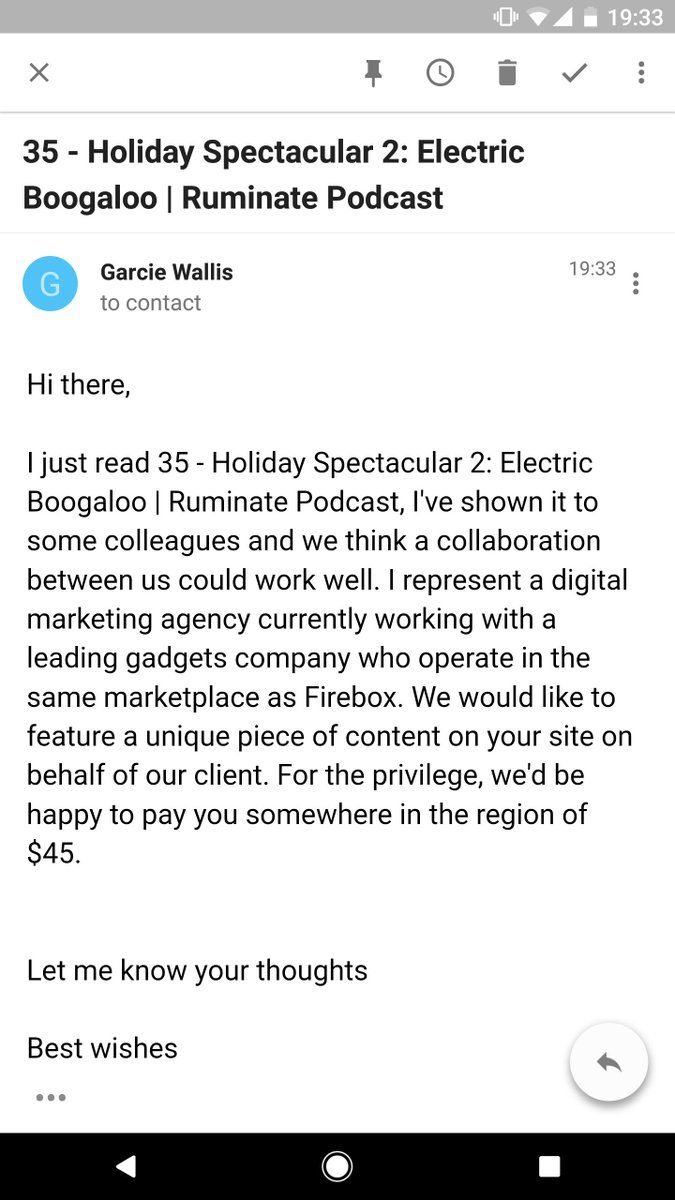 19:33
35 - Holiday Spectacular 2: Electric
Boogaloo | Ruminate Podcast
G
Garcie Wallis
19:33
to contact
Hi there,
I just read 35 - Holiday Spectacular 2: Electric
Boogaloo | Ruminate Podcast, I've shown it to
some colleagues and we think a collaboration
between us could work well. I represent a digital
marketing agency currently working with a
leading gadgets company who operate in the
same marketplace as Firebox. We would like to
feature a unique piece of content on your site on
behalf of our client. For the privilege, we'd be
happy to pay you somewhere in the region of
$45.
Let me know your thoughts
Best wishes